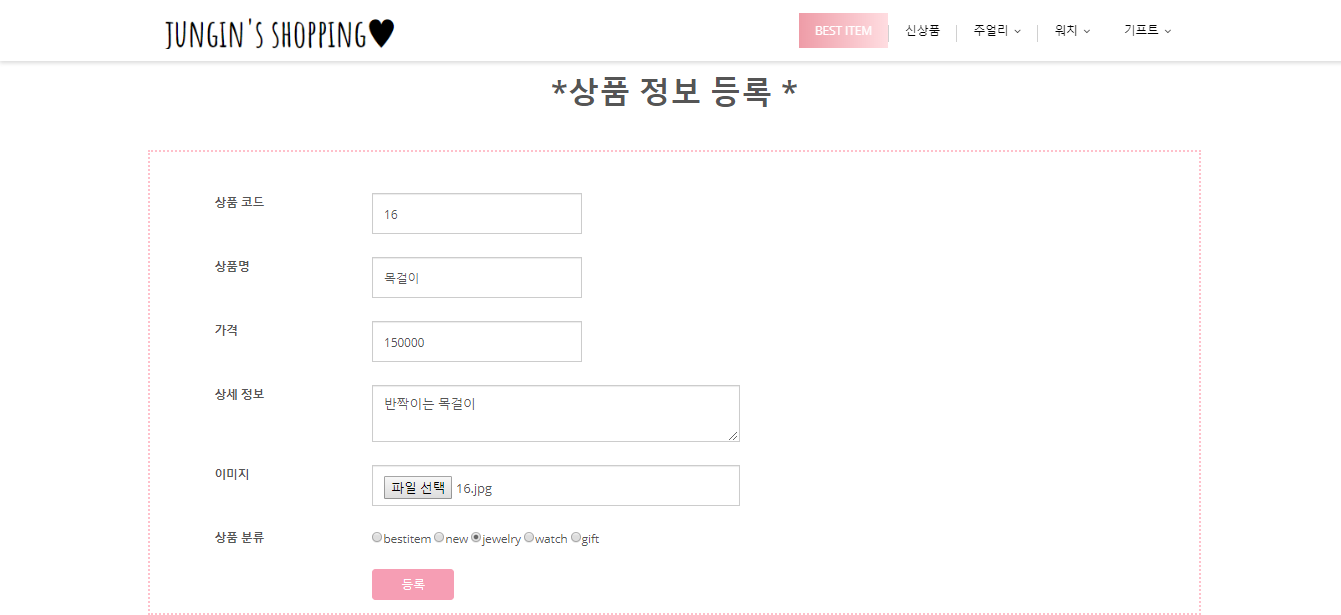 JUNGIN'S SHOPPING♥
BEST ITEM 신상품 주얼리 워치 기프트
*상품 정보 등록 *
상품 코드 16
상품명 목걸이
가격 150000
상세 정보 반짝이는 목걸이
이미지 파일 선택 16.jpg
상품 분류 bestitem new jewelry watch gift
등록